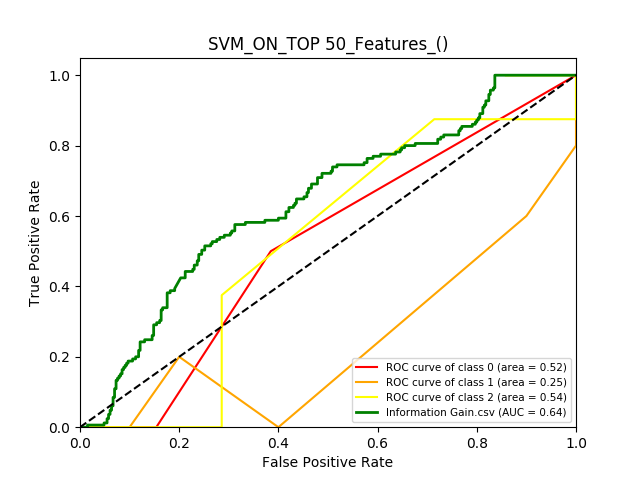 SVM_ON_TOP 50_Features_()
1.0
0.8
0.6
0.4
0.2
0.0
True Positive Rate
ROC curve of class 0 (area = 0.52)
ROC curve of class 1 (area = 0.25)
ROC curve of class 2 (area = 0.54)
Information Gain.csv (AUC = 0.64)
0.0 0.2 0.4 0.6 0.8 1.0
False Positive Rate